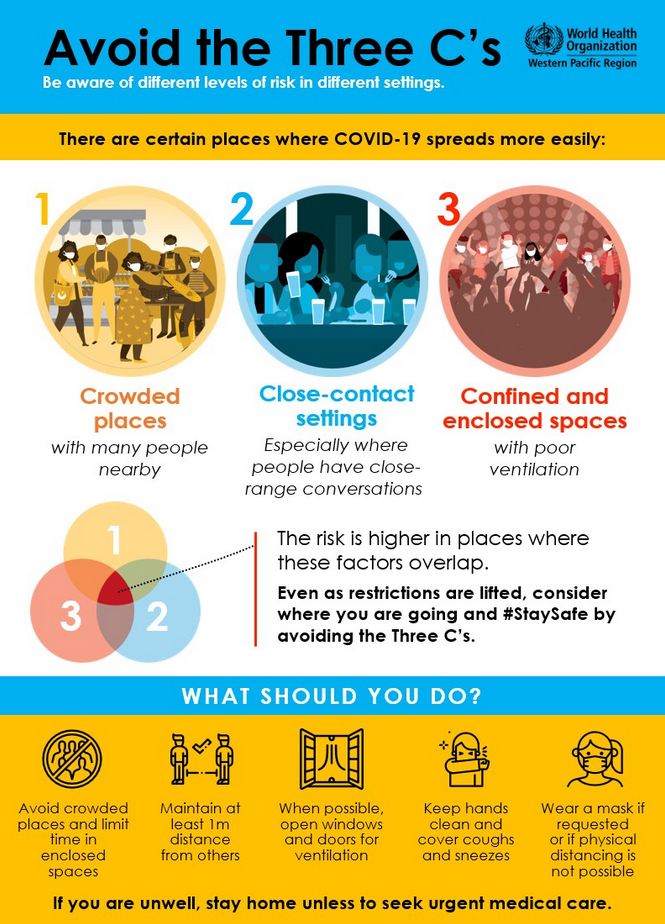 Avoid the Three C's
Be aware of different levels of risk in different settings.
World Health
Organization
Western Pacific Region
There are certain places where COVID-19 spreads more easily:
1
Crowded
places
with many people
nearby
2
Close-contact
settings
Especially where
people have close-
range conversations
3
Confined and
enclosed spaces
with poor
ventilation
1
3
2
The risk is higher in places where
these factors overlap.
Even as restrictions are lifted, consider
where you are going and #StaySafe by
avoiding the Three C's.
WHAT SHOULD YOU DO?
Avoid crowded
places and limit
time in
enclosed
spaces
Maintain at
least 1m
distance
from others
When possible,
open windows
and doors for
ventilation
Keep hands
clean and
cover coughs
and sneezes
Wear a mask if
requested
or if physical
distancing is
not possible
If you are unwell, stay home unless to seek urgent medical care.